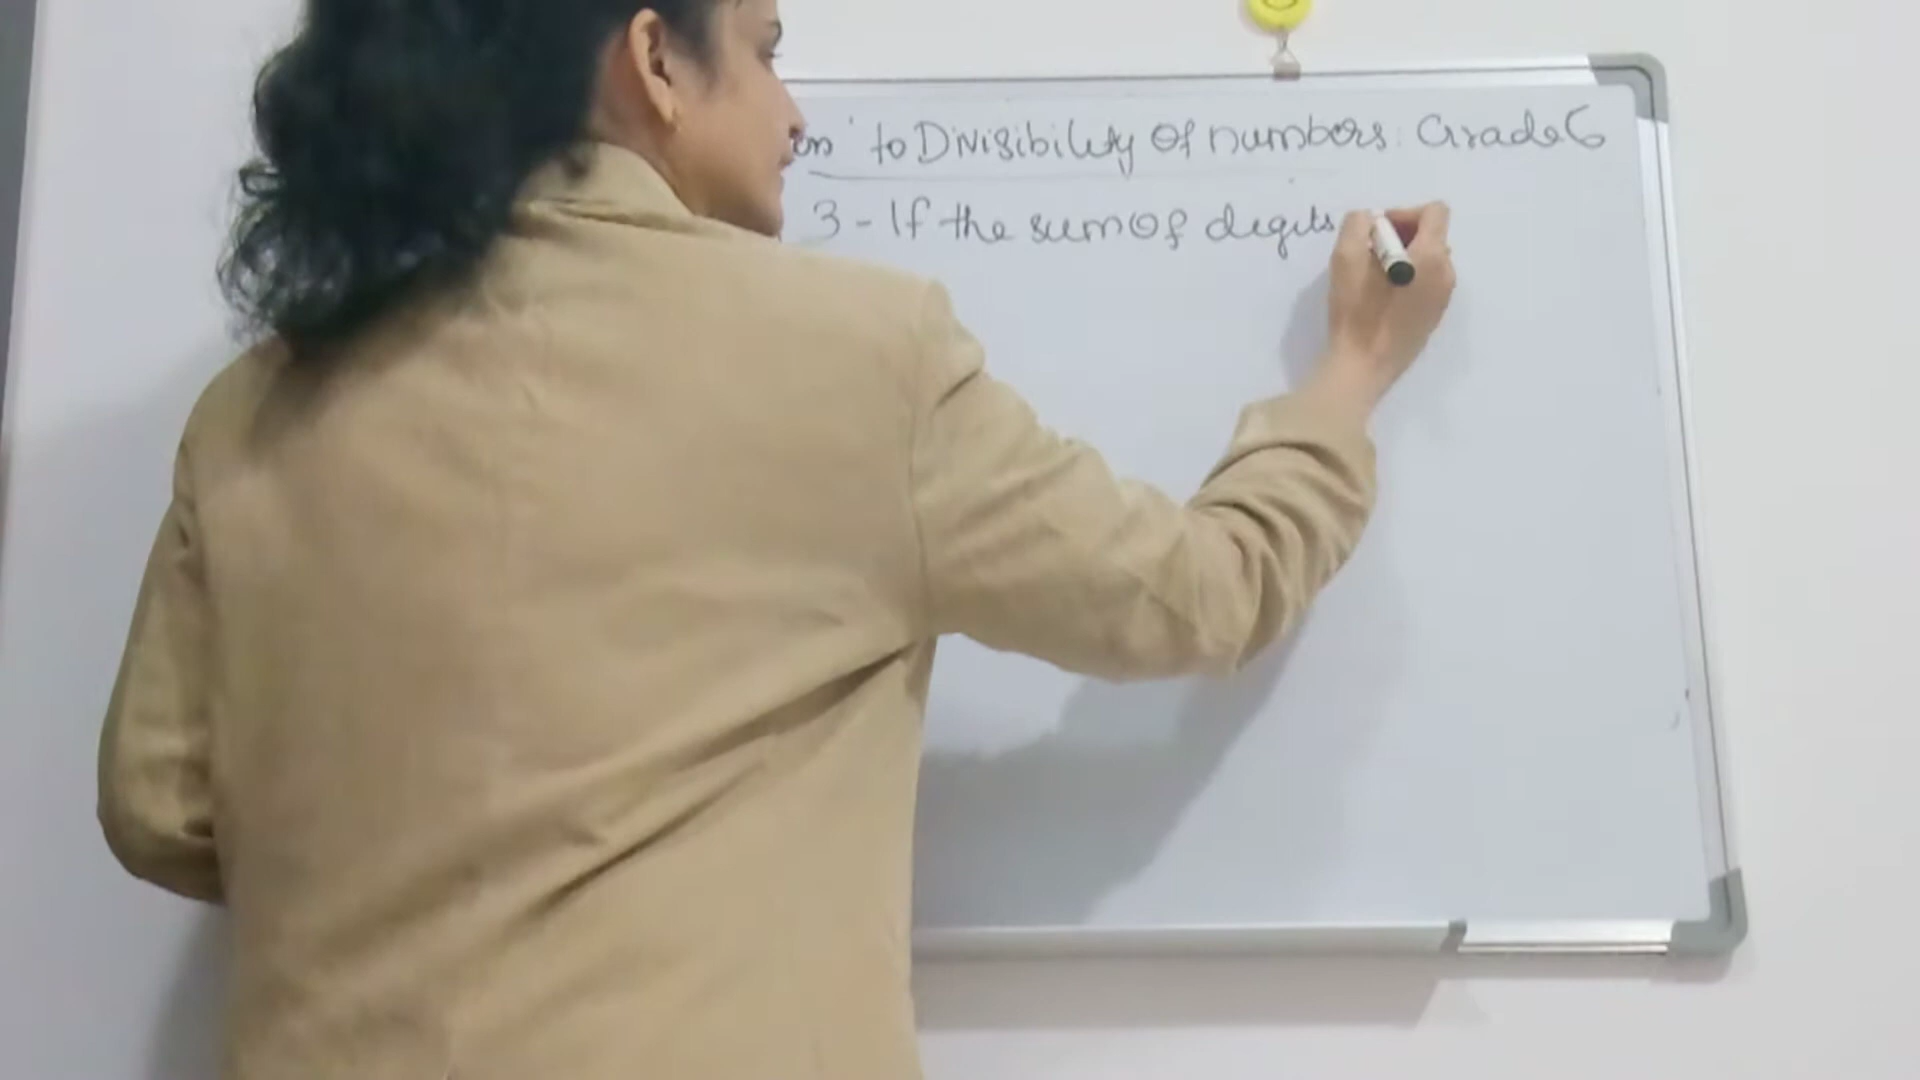 to Divisibility Of numbers: Grade 6
3 - If the sum of digits